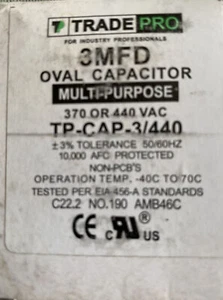 TRADEPRO
FOR INDUSTRY PROFESSIONALS
3MFD
OVAL CAPACITOR
MULTI-PURPOSE
370 OR 440 VAC
TP-CAP-3/440
±3% TOLERANCE 50/60HZ
10,000 AFC PROTECTED
NON-PCB'S
OPERATION TEMP. -40C TO 70C
TESTED PER EIA-456-A STANDARDS
C22.2 NO.190 AMB46C
CE C RU US